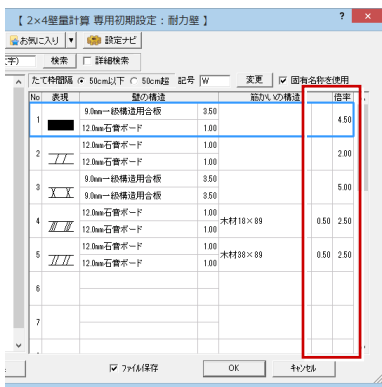 【 2×4壁量計算 専用初期設定：耐力壁 】 ? ×
お気に入り ▼ 設定ナビ
字) 検索 詳細検索
たて枠間隔 50cm以下 50cm超 記号 W 変更 固有名称を使用
No 表現 壁の構造 筋かいの構造 倍率
1 9.0mm一級構造用合板 3.50 4.50
12.0mm石膏ボード 1.00
2 12.0mm石膏ボード 1.00 2.00
12.0mm石膏ボード 1.00
3 9.0mm一級構造用合板 3.50 5.00
9.0mm一級構造用合板 3.50
4 12.0mm石膏ボード 1.00 木材18×89 0.50 2.50
12.0mm石膏ボード 1.00
5 12.0mm石膏ボード 1.00 木材38×89 0.50 2.50
12.0mm石膏ボード 1.00
6
7
ファイル保存 OK キャンセル